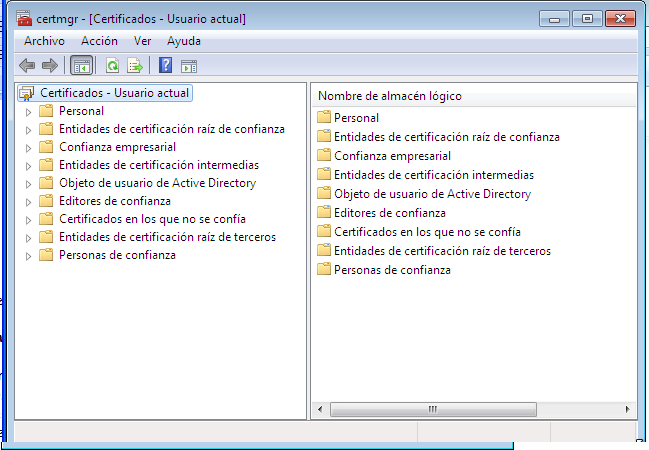 certmgr - [Certificados - Usuario actual]
Archivo Acción Ver Ayuda
Certificados - Usuario actual
Personal
Entidades de certificación raíz de confianza
Confianza empresarial
Entidades de certificación intermedias
Objeto de usuario de Active Directory
Editores de confianza
Certificados en los que no se confía
Entidades de certificación raíz de terceros
Personas de confianza
Nombre de almacén lógico
Personal
Entidades de certificación raíz de confianza
Confianza empresarial
Entidades de certificación intermedias
Objeto de usuario de Active Directory
Editores de confianza
Certificados en los que no se confía
Entidades de certificación raíz de terceros
Personas de confianza